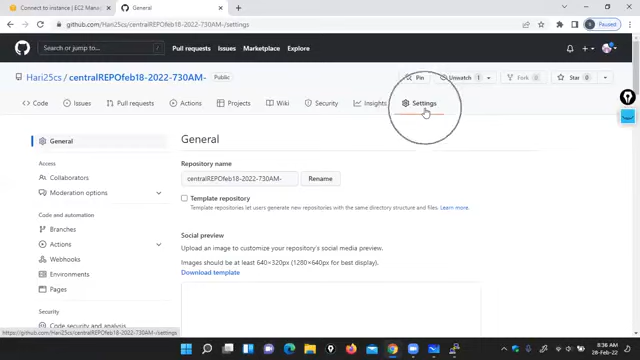 Connect to instance | EC2 Manag
General
github.com/Hari25cs/centralREPOfeb18-2022-730AM-/settings
Paused
Pull requests Issues Marketplace Explore
Hari25cs / centralREPOfeb18-2022-730AM- Public
Pin Unwatch 1 Fork 0 Star 0
Code Issues Pull requests Actions Projects Wiki Security Insights Settings
General
Access
Collaborators
Moderation options
Code and automation
Branches
Actions
Webhooks
Environments
Pages
Security
Code security and analysis
General
Repository name
centralREPOfeb18-2022-730AM- Rename
Template repository
Template repositories let users generate new repositories with the same directory structure and files. Learn more.
Social preview
Upload an image to customize your repository's social media preview.
Images should be at least 640×320px (1280×640px for best display).
Download template
https://github.com/Hari25cs/centralREPOfeb18-2022-730AM-/settings
8:36 AM
28-Feb-22